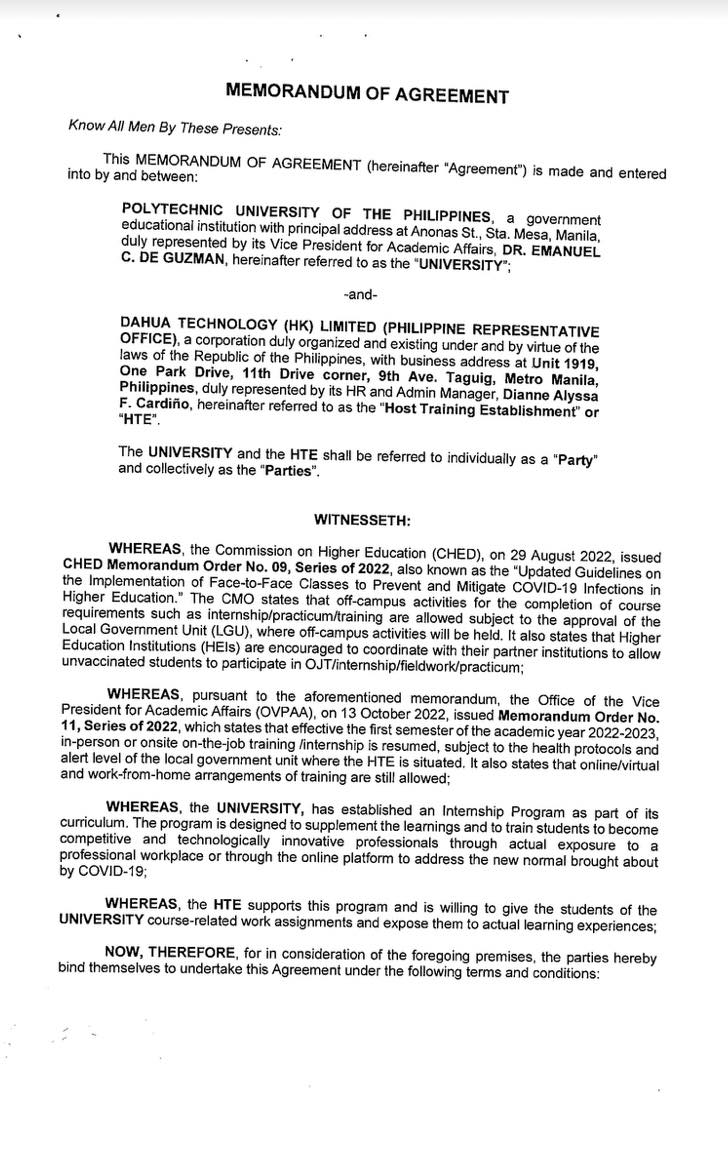 MEMORANDUM OF AGREEMENT
Know All Men By These Presents:
This MEMORANDUM OF AGREEMENT (hereinafter "Agreement") is made and entered
into by and between:
POLYTECHNIC UNIVERSITY OF THE PHILIPPINES, a government
educational institution with principal address at Anonas St., Sta. Mesa, Manila,
duly represented by its Vice President for Academic Affairs, DR. EMANUEL
C. DE GUZMAN, hereinafter referred to as the "UNIVERSITY";
-and-
DAHUA TECHNOLOGY (HK) LIMITED (PHILIPPINE REPRESENTATIVE
OFFICE), a corporation duly organized and existing under and by virtue of the
laws of the Republic of the Philippines, with business address at Unit 1919,
One Park Drive, 11th Drive corner, 9th Ave. Taguig, Metro Manila,
Philippines, duly represented by its HR and Admin Manager, Dianne Alyssa
F. Cardiño, hereinafter referred to as the "Host Training Establishment" or
"HTE".
The UNIVERSITY and the HTE shall be referred to individually as a "Party"
and collectively as the "Parties".
WITNESSETH:
WHEREAS, the Commission on Higher Education (CHED), on 29 August 2022, issued
CHED Memorandum Order No. 09, Series of 2022, also known as the "Updated Guidelines on
the Implementation of Face-to-Face Classes to Prevent and Mitigate COVID-19 Infections in
Higher Education." The CMO states that off-campus activities for the completion of course
requirements such as internship/practicum/training are allowed subject to the approval of the
Local Government Unit (LGU), where off-campus activities will be held. It also states that Higher
Education Institutions (HEIs) are encouraged to coordinate with their partner institutions to allow
unvaccinated students to participate in OJT/internship/fieldwork/practicum;
WHEREAS, pursuant to the aforementioned memorandum, the Office of the Vice
President for Academic Affairs (OVPAA), on 13 October 2022, issued Memorandum Order No.
11, Series of 2022, which states that effective the first semester of the academic year 2022-2023,
in-person or onsite on-the-job training /internship is resumed, subject to the health protocols and
alert level of the local government unit where the HTE is situated. It also states that online/virtual
and work-from-home arrangements of training are still allowed;
WHEREAS, the UNIVERSITY, has established an Internship Program as part of its
curriculum. The program is designed to supplement the learnings and to train students to become
competitive and technologically innovative professionals through actual exposure to a
professional workplace or through the online platform to address the new normal brought about
by COVID-19;
WHEREAS, the HTE supports this program and is willing to give the students of the
UNIVERSITY course-related work assignments and expose them to actual learning experiences;
NOW, THEREFORE, for in consideration of the foregoing premises, the parties hereby
bind themselves to undertake this Agreement under the following terms and conditions: